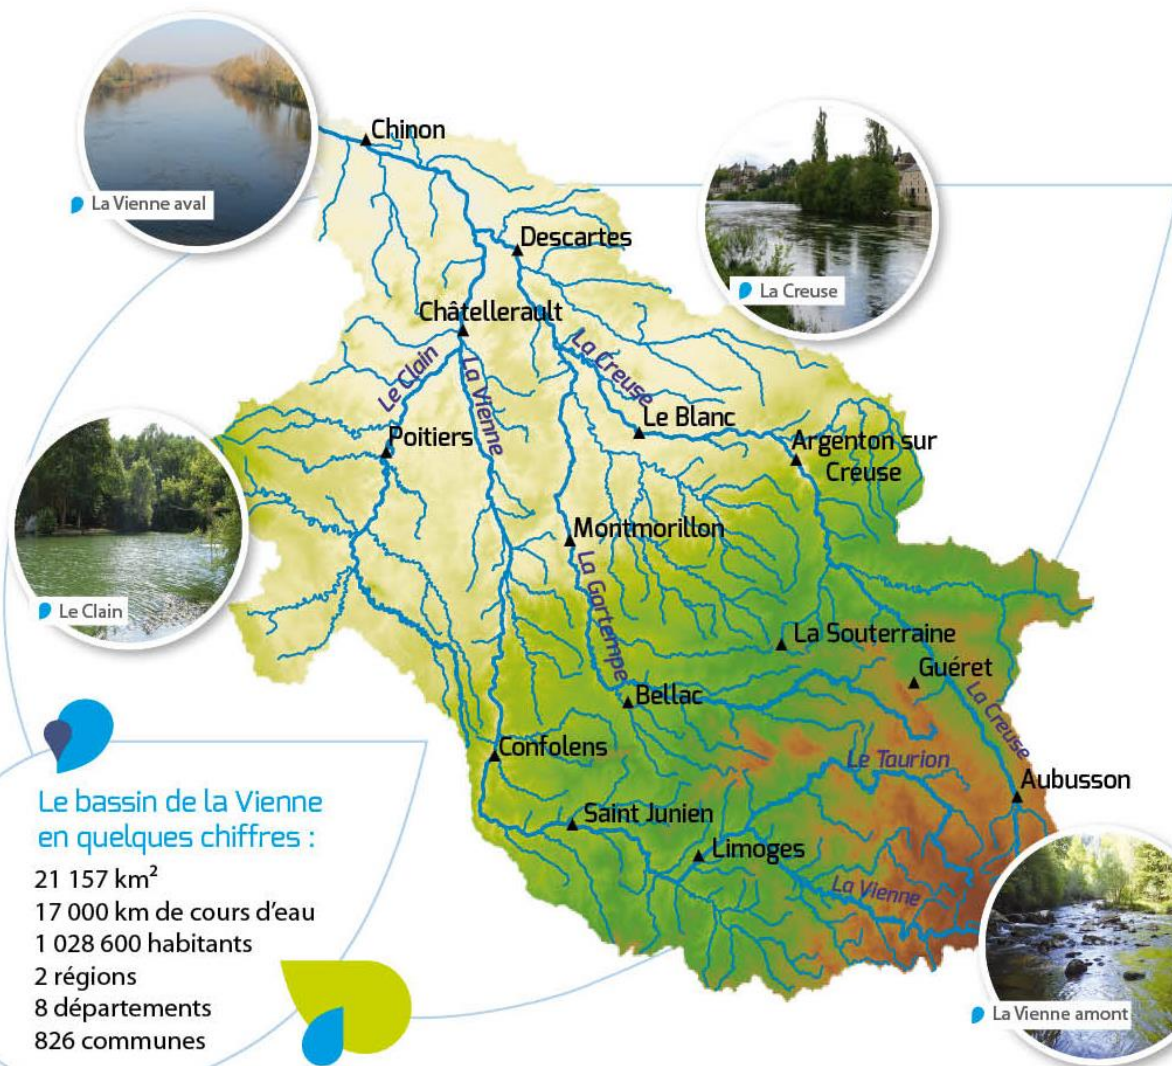 Chinon
La Vienne aval
Descartes
La Creuse
Châtellerault
Le Clain
La Vienne
La Creuse
Le Blanc
Poitiers
Argenton sur
Creuse
Montmorillon
La Gartempe
Le Clain
La Souterraine
Guéret
Bellac
La Creuse
Confolens
Le Taurion
Aubusson
Saint Junien
Limoges
La Vienne
La Vienne amont
Le bassin de la Vienne
en quelques chiffres :
21 157 km²
17 000 km de cours d’eau
1 028 600 habitants
2 régions
8 départements
826 communes